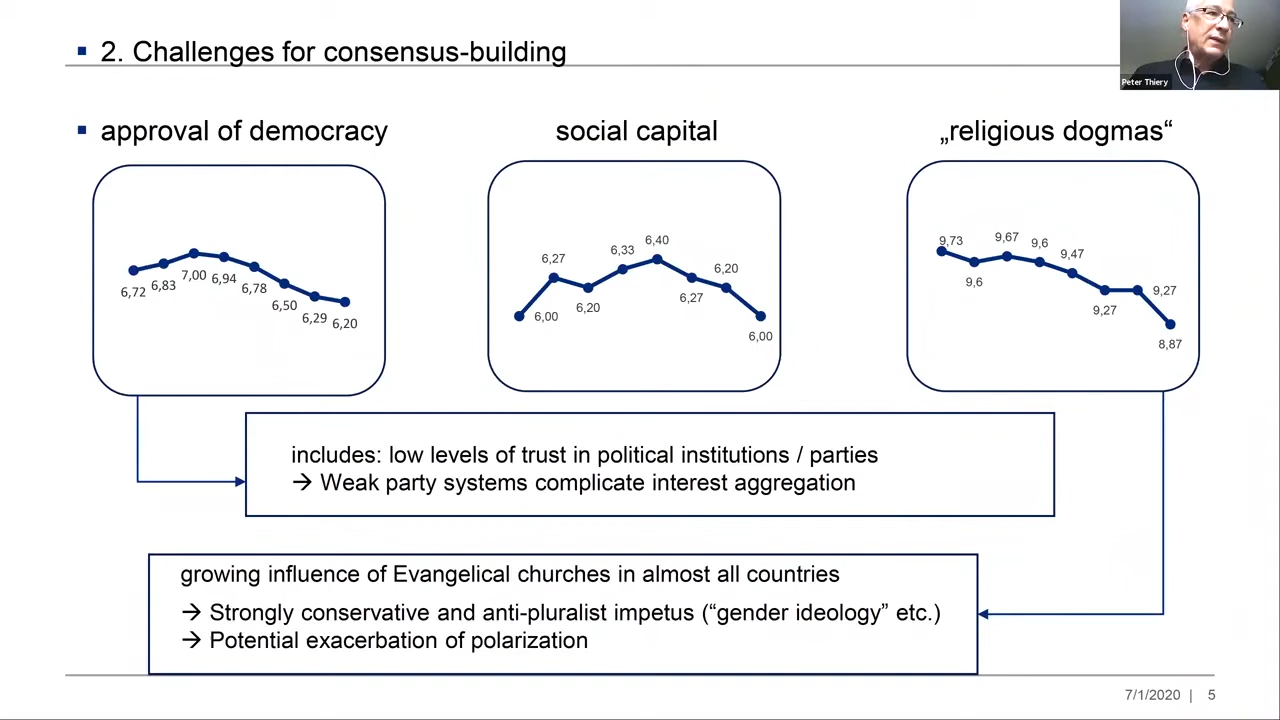 ▪ 2. Challenges for consensus-building
Peter Thiery
▪ approval of democracy
social capital
„religious dogmas“
6,72
6,83
7,00
6,94
6,78
6,50
6,29
6,20
6,00
6,27
6,20
6,33
6,40
6,27
6,20
6,00
9,73
9,6
9,67
9,6
9,47
9,27
9,27
8,87
includes: low levels of trust in political institutions / parties
→ Weak party systems complicate interest aggregation
growing influence of Evangelical churches in almost all countries
→ Strongly conservative and anti-pluralist impetus (“gender ideology” etc.)
→ Potential exacerbation of polarization
7/1/2020 | 5